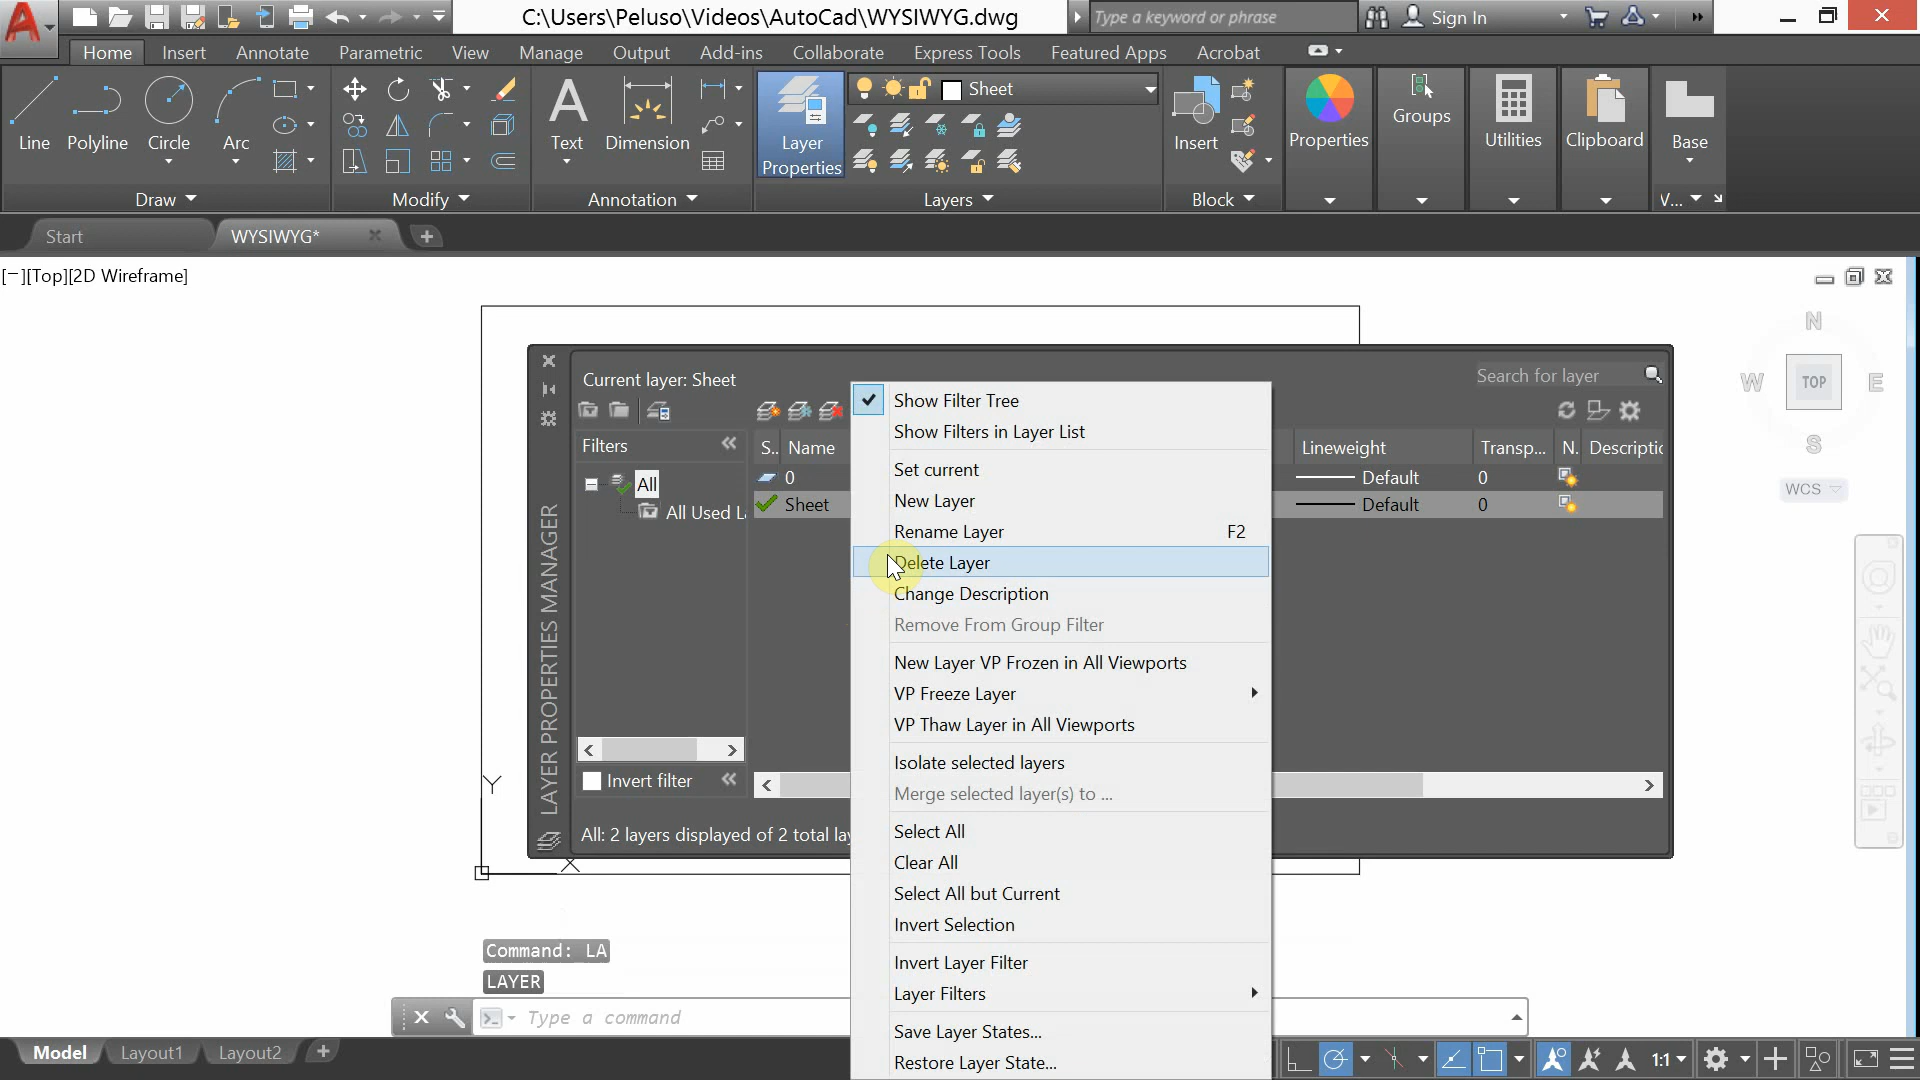 C:\Users\Peluso\Videos\AutoCad\WYSIWYG.dwg
Type a keyword or phrase
Sign In
Home Insert Annotate Parametric View Manage Output Add-ins Collaborate Express Tools Featured Apps Acrobat
Line Polyline Circle Arc
Text Dimension
Layer Properties
Sheet
Insert
Properties
Groups
Utilities
Clipboard
Base
Draw Modify Annotation Layers Block V...
Start WYSIWYG*
[−][Top][2D Wireframe]
N
W TOP E
S
WCS
LAYER PROPERTIES MANAGER
Current layer: Sheet
Search for layer
Filters
All
All Used L
Invert filter
All: 2 layers displayed of 2 total lay
S.. Name Lineweight Transp... N. Descriptic
0 Default 0
Sheet Default 0
Show Filter Tree
Show Filters in Layer List
Set current
New Layer
Rename Layer F2
Delete Layer
Change Description
Remove From Group Filter
New Layer VP Frozen in All Viewports
VP Freeze Layer
VP Thaw Layer in All Viewports
Isolate selected layers
Merge selected layer(s) to ...
Select All
Clear All
Select All but Current
Invert Selection
Invert Layer Filter
Layer Filters
Save Layer States...
Restore Layer State...
Y
X
Command: LA
LAYER
Type a command
Model Layout1 Layout2
1:1